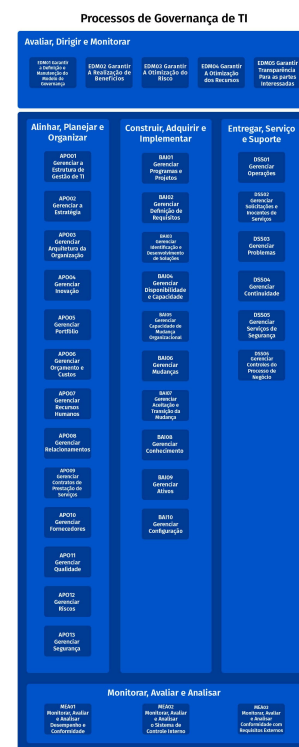 Processos de Governança de TI
Avaliar, Dirigir e Monitorar
EDM01 Garantir
a Definição e
Manutenção do
Modelo de
Governança
EDM02 Garantir
A Realização de
Benefícios
EDM03 Garantir
A Otimização do
Risco
EDM04 Garantir
A Otimização
dos Recursos
EDM05 Garantir
Transparência
Para as partes
Interessadas
Alinhar, Planejar e
Organizar
APO01
Gerenciar a
Estrutura de
Gestão de TI
APO02
Gerenciar a
Estratégia
APO03
Gerenciar
Arquitetura da
Organização
APO04
Gerenciar
Inovação
APO05
Gerenciar
Portfólio
APO06
Gerenciar
Orçamento e
Custos
APO07
Gerenciar
Recursos
Humanos
APO08
Gerenciar
Relacionamentos
APO09
Gerenciar
Contratos de
Prestação de
Serviços
APO10
Gerenciar
Fornecedores
APO11
Gerenciar
Qualidade
APO12
Gerenciar
Riscos
APO13
Gerenciar
Segurança
Construir, Adquirir e
Implementar
BAI01
Gerenciar
Programas e
Projetos
BAI02
Gerenciar
Definição de
Requisitos
BAI03
Gerenciar
Identificação e
Desenvolvimento
de Soluções
BAI04
Gerenciar
Disponibilidade
e Capacidade
BAI05
Gerenciar
Capacidade de
Mudança
Organizacional
BAI06
Gerenciar
Mudanças
BAI07
Gerenciar
Aceitação e
Transição da
Mudança
BAI08
Gerenciar
Conhecimento
BAI09
Gerenciar
Ativos
BAI10
Gerenciar
Configuração
Entregar, Serviço
e Suporte
DSS01
Gerenciar
Operações
DSS02
Gerenciar
Solicitações e
Inocentes de
Serviços
DSS03
Gerenciar
Problemas
DSS04
Gerenciar
Continuidade
DSS05
Gerenciar
Serviços de
Segurança
DSS06
Gerenciar
Controles do
Processo de
Negócio
Monitorar, Avaliar e Analisar
MEA01
Monitorar, Avaliar
e Analisar
Desempenho e
Conformidade
MEA02
Monitorar, Avaliar
e Analisar
o Sistema de
Controle Interno
MEA03
Monitorar, Avaliar
e Analisar
Conformidade com
Requisitos Externos